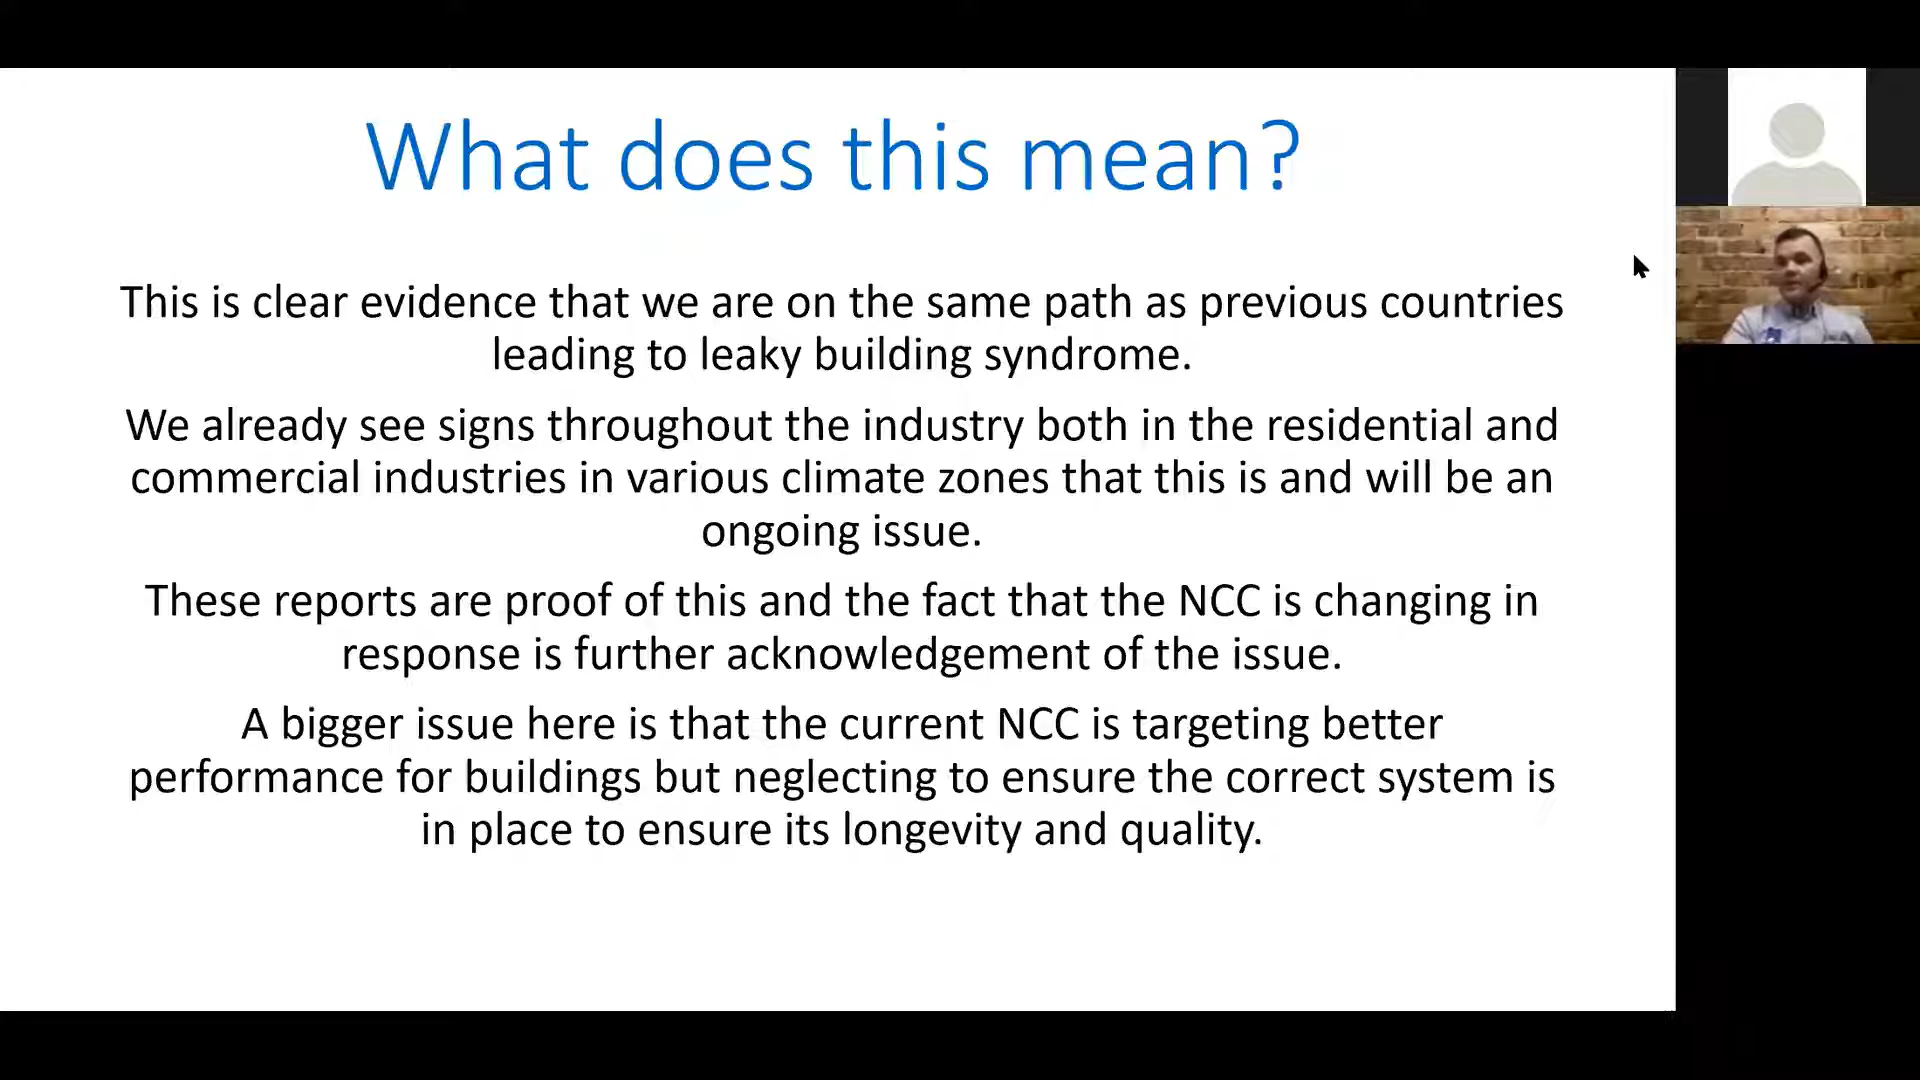 What does this mean?
This is clear evidence that we are on the same path as previous countries
leading to leaky building syndrome.
We already see signs throughout the industry both in the residential and
commercial industries in various climate zones that this is and will be an
ongoing issue.
These reports are proof of this and the fact that the NCC is changing in
response is further acknowledgement of the issue.
A bigger issue here is that the current NCC is targeting better
performance for buildings but neglecting to ensure the correct system is
in place to ensure its longevity and quality.